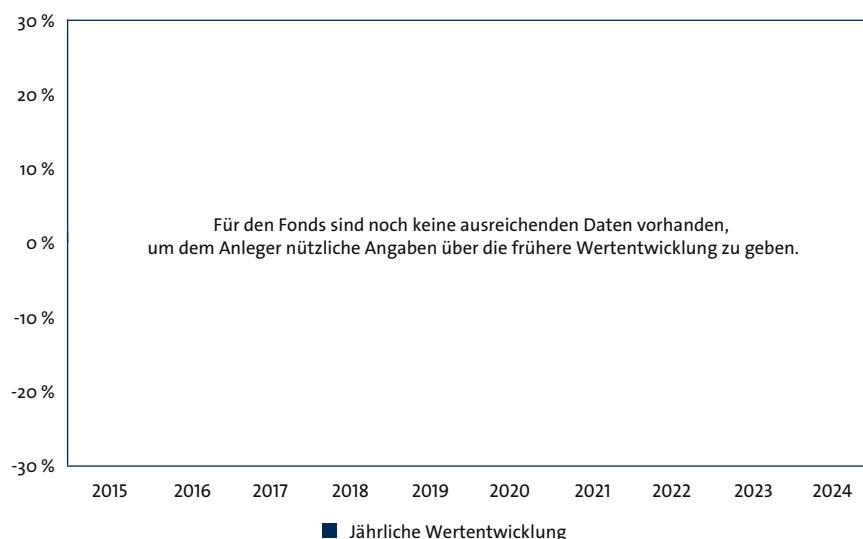 30 %
20 %
10 %
0 %
-10 %
-20 %
-30 %
Für den Fonds sind noch keine ausreichenden Daten vorhanden,
um dem Anleger nützliche Angaben über die frühere Wertentwicklung zu geben.
2015 2016 2017 2018 2019 2020 2021 2022 2023 2024
Jährliche Wertentwicklung